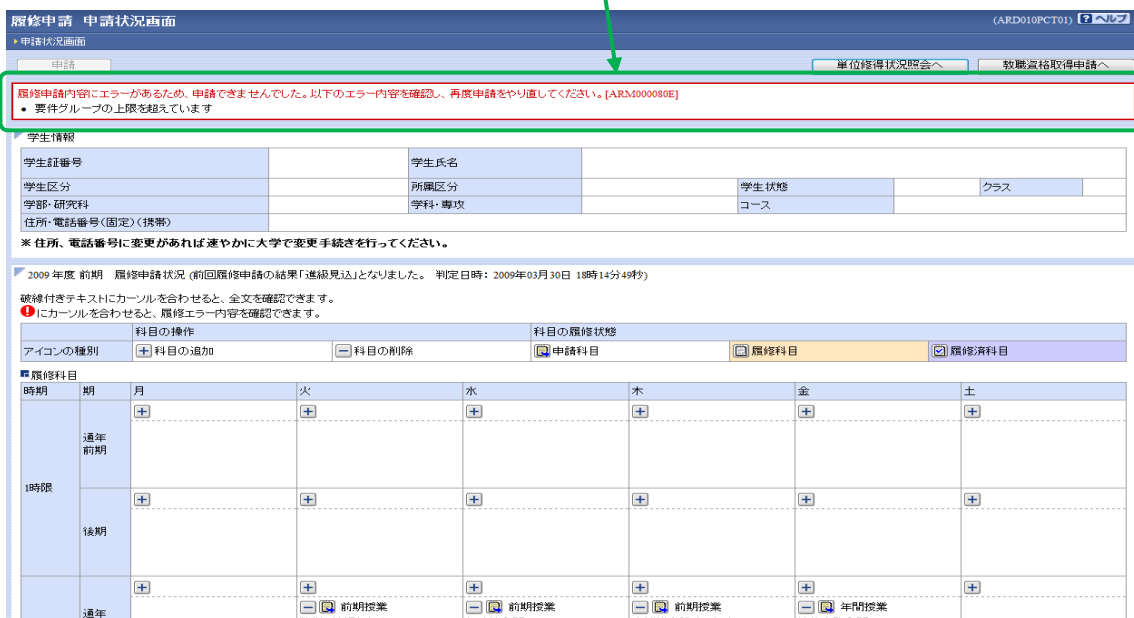 履修申請 申請状況画面 (ARD010PCT01) ? ヘルプ
申請状況画面
申請 単位修得状況照会へ 教職資格取得申請へ
履修申請内容にエラーがあるため、申請できませんでした。以下のエラー内容を確認し、再度申請をやり直してください。[ARM000080E]
• 要件グループの上限を超えています
学生情報
学生証番号 学生氏名
学生区分 所属区分 学生状態 クラス
学部・研究科 学科・専攻 コース
住所・電話番号(固定)(携帯)
※住所、電話番号に変更があれば速やかに大学で変更手続きを行ってください。
2009年度 前期 履修申請状況 (前回履修申請の結果「進級見込」となりました。 判定日時: 2009年03月30日 18時14分49秒)
破線付きテキストにカーソルを合わせると、全文を確認できます。
にカーソルを合わせると、履修エラー内容を確認できます。
科目の操作 科目の履修状態
アイコンの種別 科目の追加 科目の削除 申請科目 履修科目 履修済科目
履修科目
時期 期 月 火 水 木 金 土
通年
前期
1時限
後期
前期授業 前期授業 前期授業 年間授業
通年